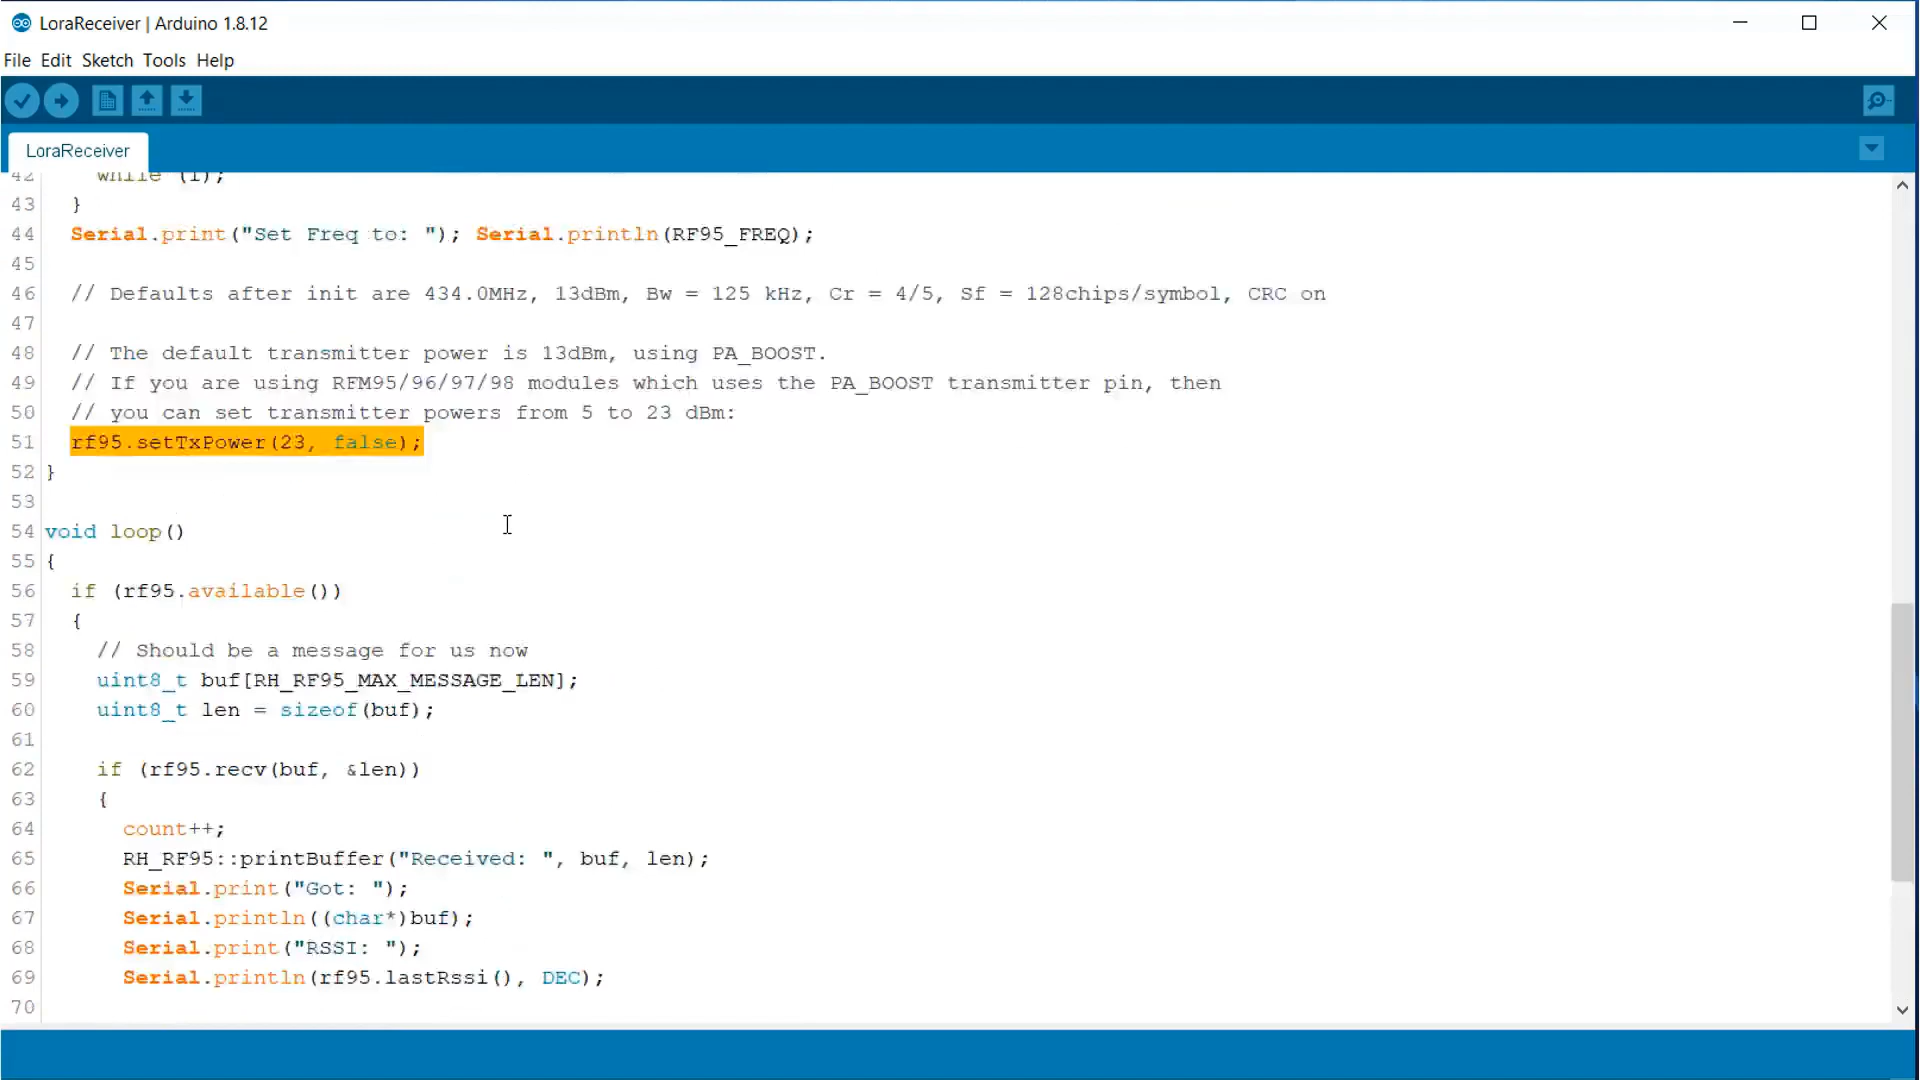 LoraReceiver | Arduino 1.8.12
File Edit Sketch Tools Help
LoraReceiver
42 while (1);
43 }
44 Serial.print("Set Freq to: "); Serial.println(RF95_FREQ);
45
46 // Defaults after init are 434.0MHz, 13dBm, Bw = 125 kHz, Cr = 4/5, Sf = 128chips/symbol, CRC on
47
48 // The default transmitter power is 13dBm, using PA_BOOST.
49 // If you are using RFM95/96/97/98 modules which uses the PA_BOOST transmitter pin, then
50 // you can set transmitter powers from 5 to 23 dBm:
51 rf95.setTxPower(23, false);
52 }
53
54 void loop()
55 {
56 if (rf95.available())
57 {
58 // Should be a message for us now
59 uint8_t buf[RH_RF95_MAX_MESSAGE_LEN];
60 uint8_t len = sizeof(buf);
61
62 if (rf95.recv(buf, &len))
63 {
64 count++;
65 RH_RF95::printBuffer("Received: ", buf, len);
66 Serial.print("Got: ");
67 Serial.println((char*)buf);
68 Serial.print("RSSI: ");
69 Serial.println(rf95.lastRssi(), DEC);
70